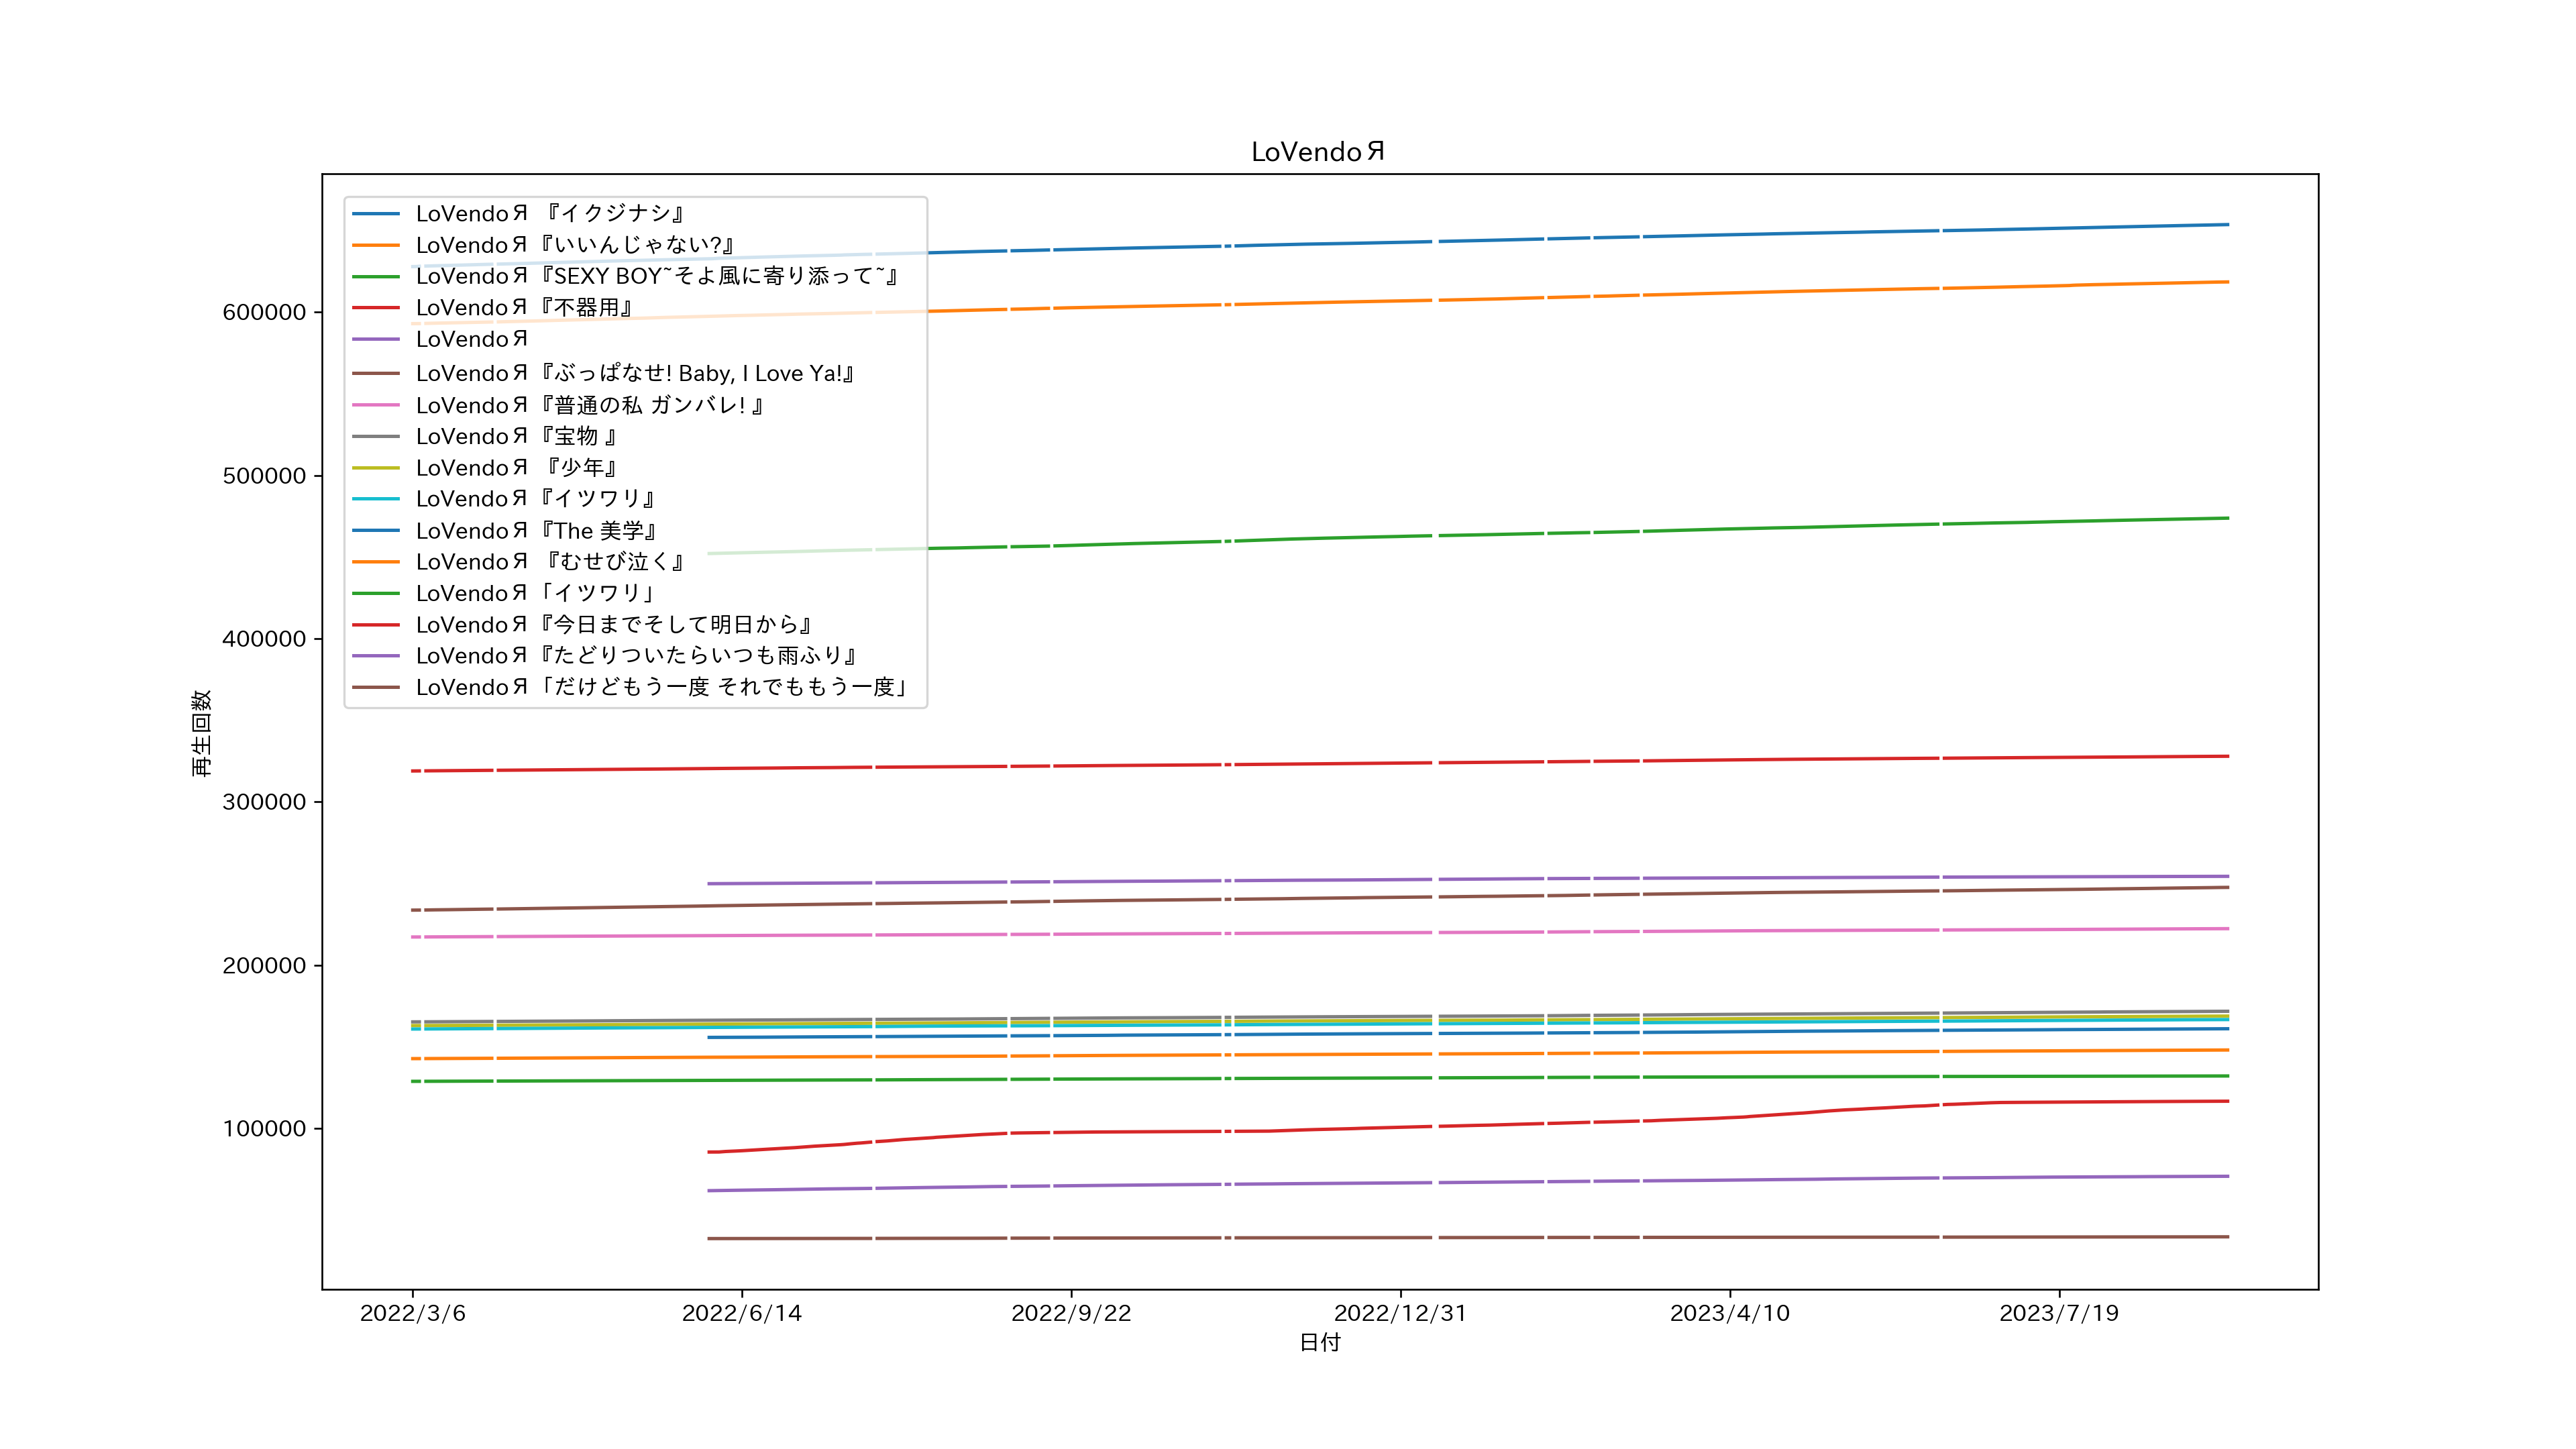 LoVendoЯ
LoVendoЯ 『イクジナシ』
LoVendoЯ『いいんじゃない?』
LoVendoЯ『SEXY BOY~そよ風に寄り添って~』
LoVendoЯ『不器用』
LoVendoЯ
LoVendoЯ『ぶっぱなせ! Baby, I Love Ya!』
LoVendoЯ『普通の私 ガンバレ! 』
LoVendoЯ『宝物 』
LoVendoЯ 『少年』
LoVendoЯ『イツワリ』
LoVendoЯ『The 美学』
LoVendoЯ 『むせび泣く』
LoVendoЯ「イツワリ」
LoVendoЯ『今日までそして明日から』
LoVendoЯ『たどりついたらいつも雨ふり』
LoVendoЯ「だけどもう一度 それでももう一度」
600000
500000
400000
300000
200000
100000
再生回数
2022/3/6
2022/6/14
2022/9/22
2022/12/31
2023/4/10
2023/7/19
日付